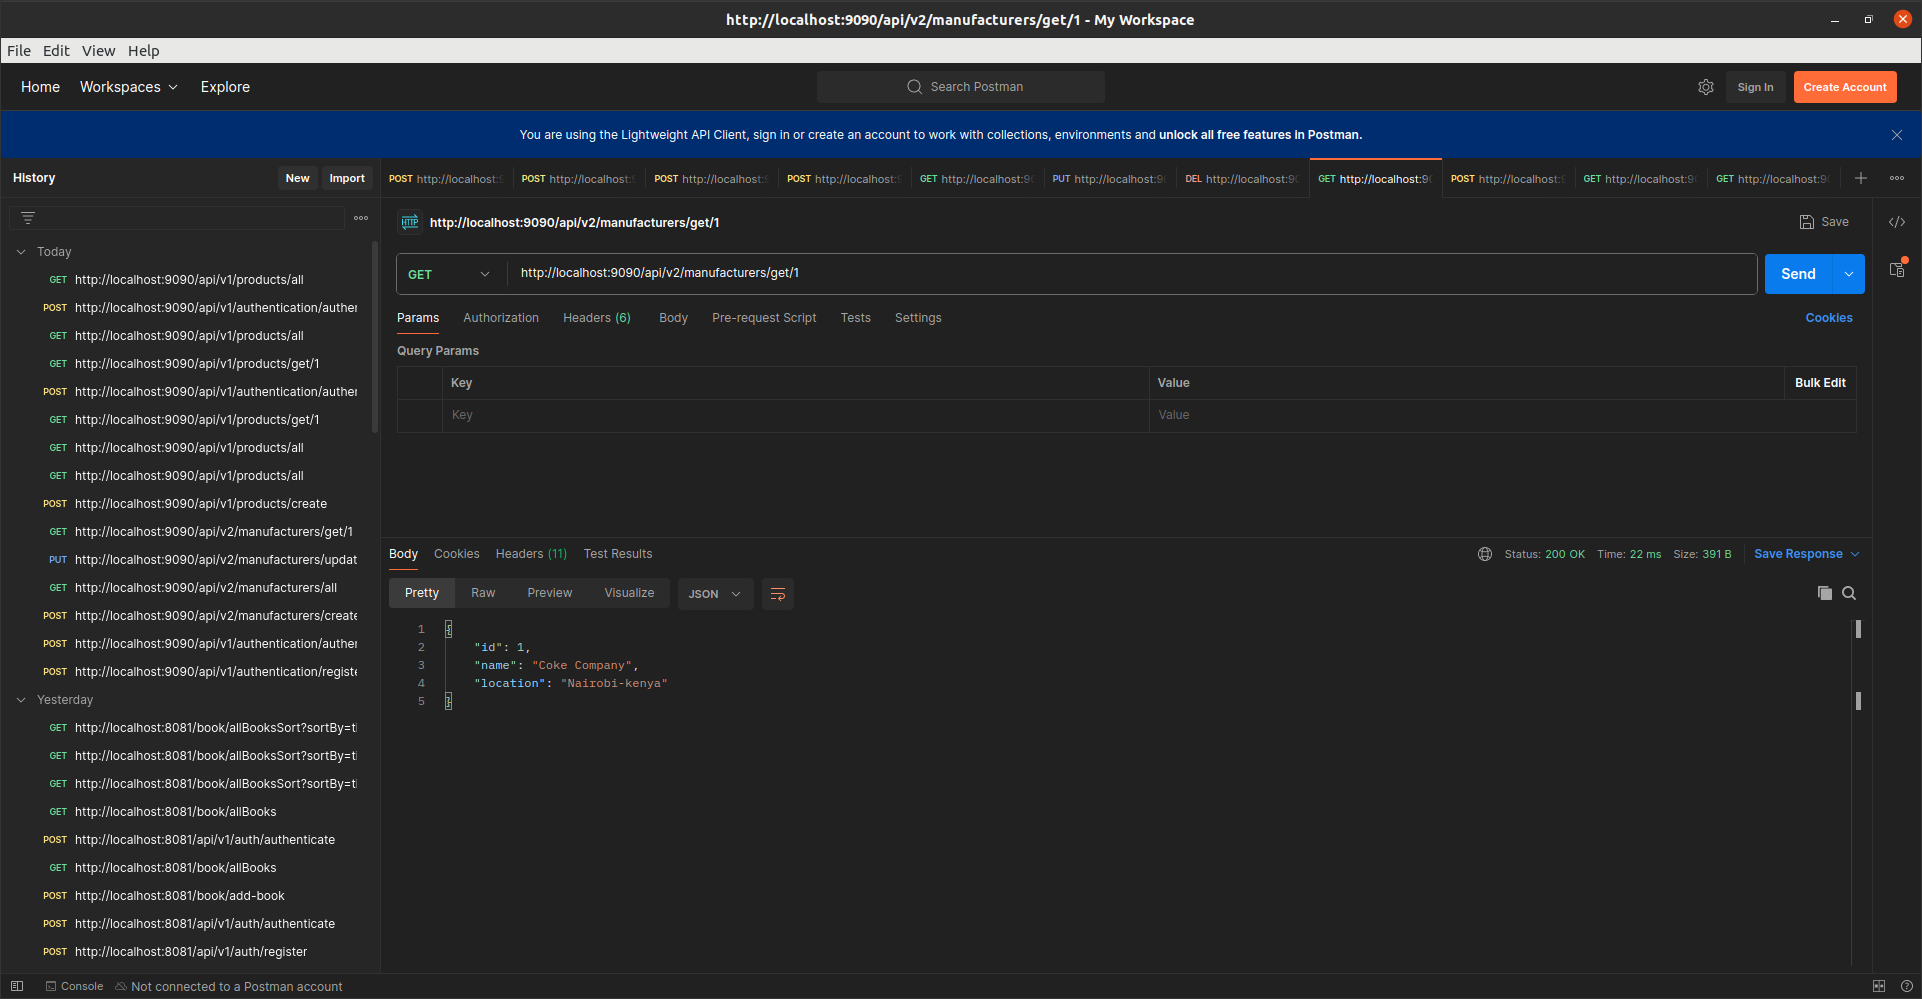 http://localhost:9090/api/v2/manufacturers/get/1 - My Workspace
File Edit View Help
Home Workspaces Explore Search Postman Sign In Create Account
You are using the Lightweight API Client, sign in or create an account to work with collections, environments and unlock all free features in Postman.
History New Import
POST http://localhost:9 POST http://localhost: POST http://localhost:9 POST http://localhost:9 GET http://localhost:90 PUT http://localhost:9 DEL http://localhost:90 GET http://localhost:90 POST http://localhost:9 GET http://localhost:90 GET http://localhost:90
Today
GET http://localhost:9090/api/v1/products/all
POST http://localhost:9090/api/v1/authentication/auther
GET http://localhost:9090/api/v1/products/all
GET http://localhost:9090/api/v1/products/get/1
POST http://localhost:9090/api/v1/authentication/auther
GET http://localhost:9090/api/v1/products/get/1
GET http://localhost:9090/api/v1/products/all
GET http://localhost:9090/api/v1/products/all
POST http://localhost:9090/api/v1/products/create
GET http://localhost:9090/api/v2/manufacturers/get/1
PUT http://localhost:9090/api/v2/manufacturers/updat
GET http://localhost:9090/api/v2/manufacturers/all
POST http://localhost:9090/api/v2/manufacturers/create
POST http://localhost:9090/api/v1/authentication/auther
POST http://localhost:9090/api/v1/authentication/registe
Yesterday
GET http://localhost:8081/book/allBooksSort?sortBy=ti
GET http://localhost:8081/book/allBooksSort?sortBy=ti
GET http://localhost:8081/book/allBooksSort?sortBy=ti
GET http://localhost:8081/book/allBooks
POST http://localhost:8081/api/v1/auth/authenticate
GET http://localhost:8081/book/allBooks
POST http://localhost:8081/book/add-book
POST http://localhost:8081/api/v1/auth/authenticate
POST http://localhost:8081/api/v1/auth/register
HTTP http://localhost:9090/api/v2/manufacturers/get/1 Save
GET http://localhost:9090/api/v2/manufacturers/get/1 Send
Params Authorization Headers (6) Body Pre-request Script Tests Settings Cookies
Query Params
Key Value Bulk Edit
Key Value
Body Cookies Headers (11) Test Results Status: 200 OK Time: 22 ms Size: 391 B Save Response
Pretty Raw Preview Visualize JSON
1 {
2 "id": 1,
3 "name": "Coke Company",
4 "location": "Nairobi-kenya"
5 }
Console Not connected to a Postman account